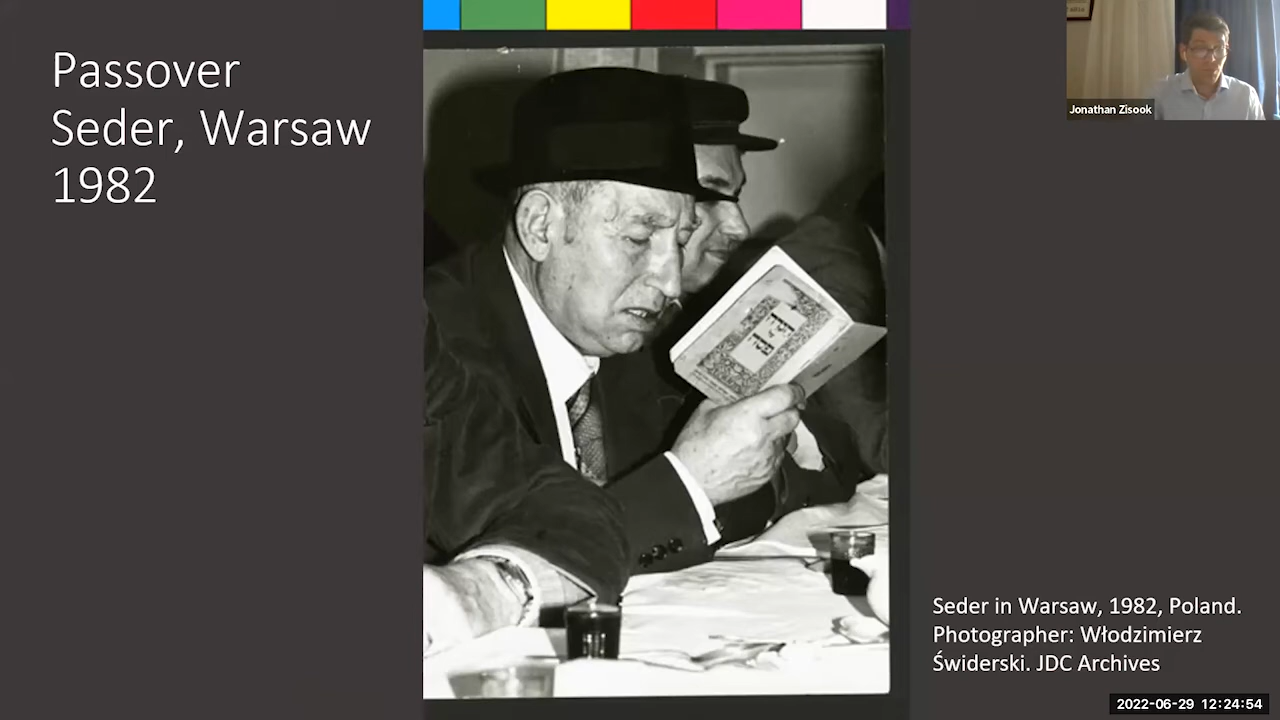 Passover
Seder, Warsaw
1982
Jonathan Zisook
Seder in Warsaw, 1982, Poland.
Photographer: Włodzimierz
Świderski. JDC Archives
2022-06-29 12:24:54